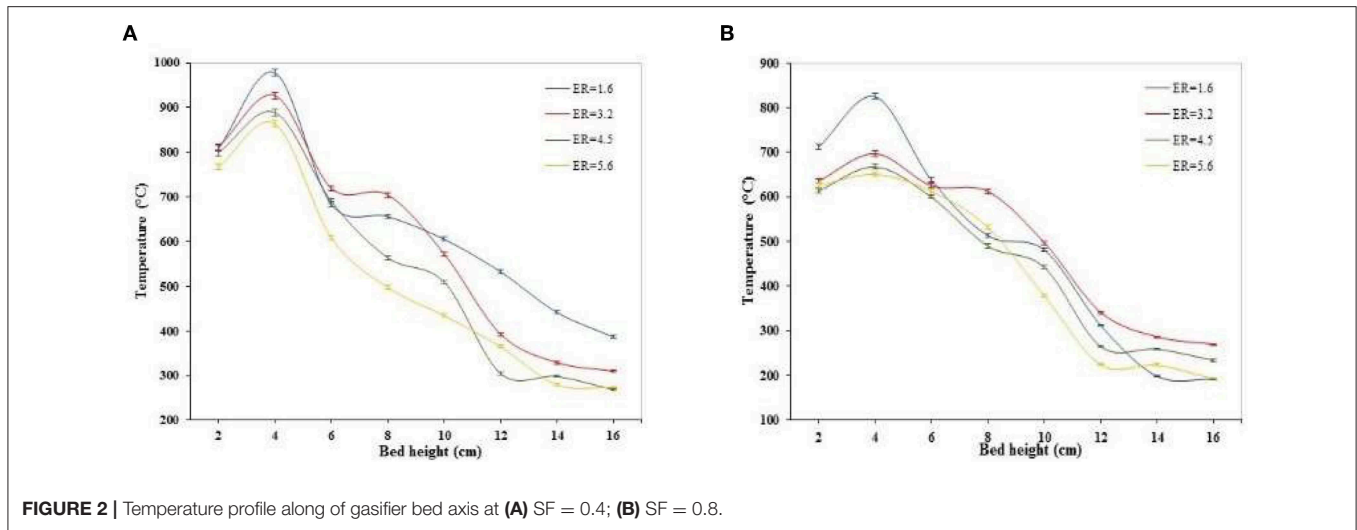 A
1000
900
800
700
600
500
400
300
200
Temperature (°C)
2 4 6 8 10 12 14 16
Bed height (cm)
ER=1.6
ER=3.2
ER=4.5
ER=5.6
B
900
800
700
600
500
400
300
200
100
Temperature (°C)
2 4 6 8 10 12 14 16
Bed height (cm)
ER=1.6
ER=3.2
ER=4.5
ER=5.6
FIGURE 2 | Temperature profile along of gasifier bed axis at (A) SF = 0.4; (B) SF = 0.8.